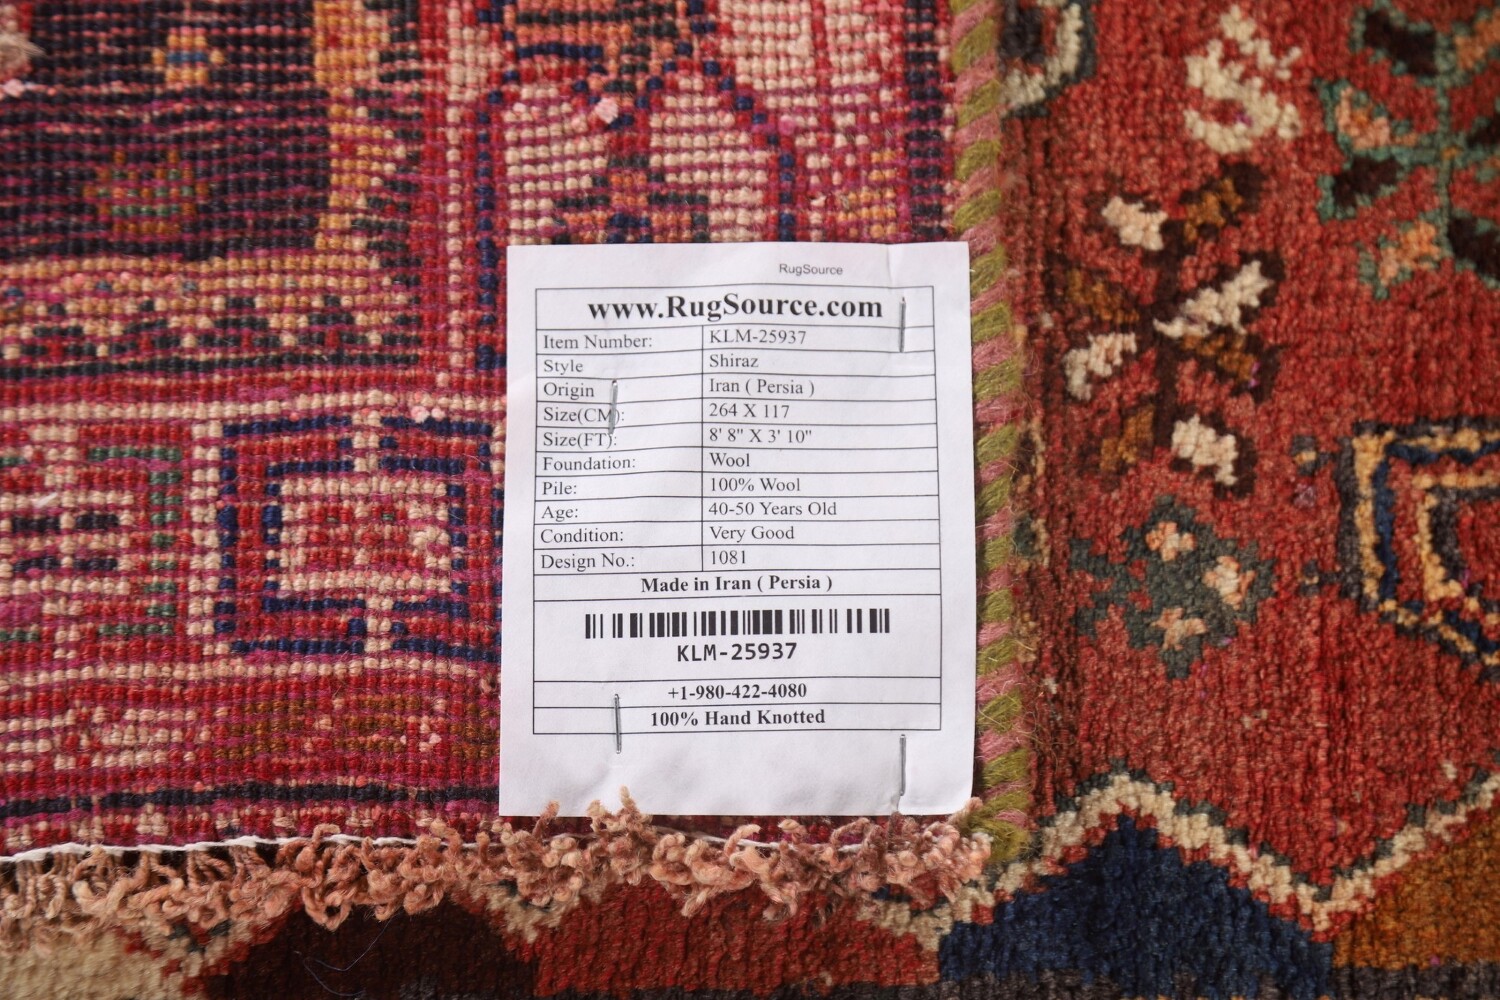 RugSource
www.RugSource.com
Item Number: KLM-25937
Style Shiraz
Origin Iran ( Persia )
Size(CM): 264 X 117
Size(FT): 8' 8" X 3' 10"
Foundation: Wool
Pile: 100% Wool
Age: 40-50 Years Old
Condition: Very Good
Design No.: 1081
Made in Iran ( Persia )
KLM-25937
+1-980-422-4080
100% Hand Knotted